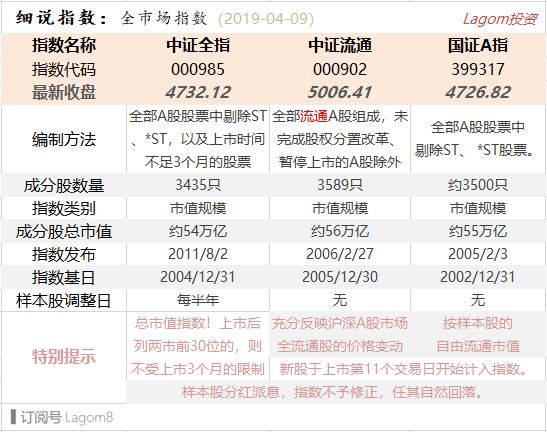 细说指数：全市场指数 (2019-04-09) Lagom投资
指数名称 中证全指 中证流通 国证A指
指数代码 000985 000902 399317
最新收盘 4732.12 5006.41 4726.82
编制方法
全部A股股票中剔除ST
、*ST，以及上市时间
不足3个月的股票
全部流通A股组成，未
完成股权分置改革、
暂停上市的A股除外
全部A股股票中
剔除ST、*ST股票。
成分股数量 3435只 3589只 约3500只
指数类别 市值规模 市值规模 市值规模
成分股总市值 约54万亿 约56万亿 约55万亿
指数发布 2011/8/2 2006/2/27 2005/2/3
指数基日 2004/12/31 2005/12/30 2002/12/31
样本股调整日 每半年 无 无
特别提示
总市值指数！上市后
列两市前30位的，则
不受上市3个月的限制
充分反映沪深A股市场
全流通股的价格变动
按样本股的
自由流通市值
新股于上市第11个交易日开始计入指数。
样本股分红派息，指数不予修正，任其自然回落。
订阅号 Lagom8